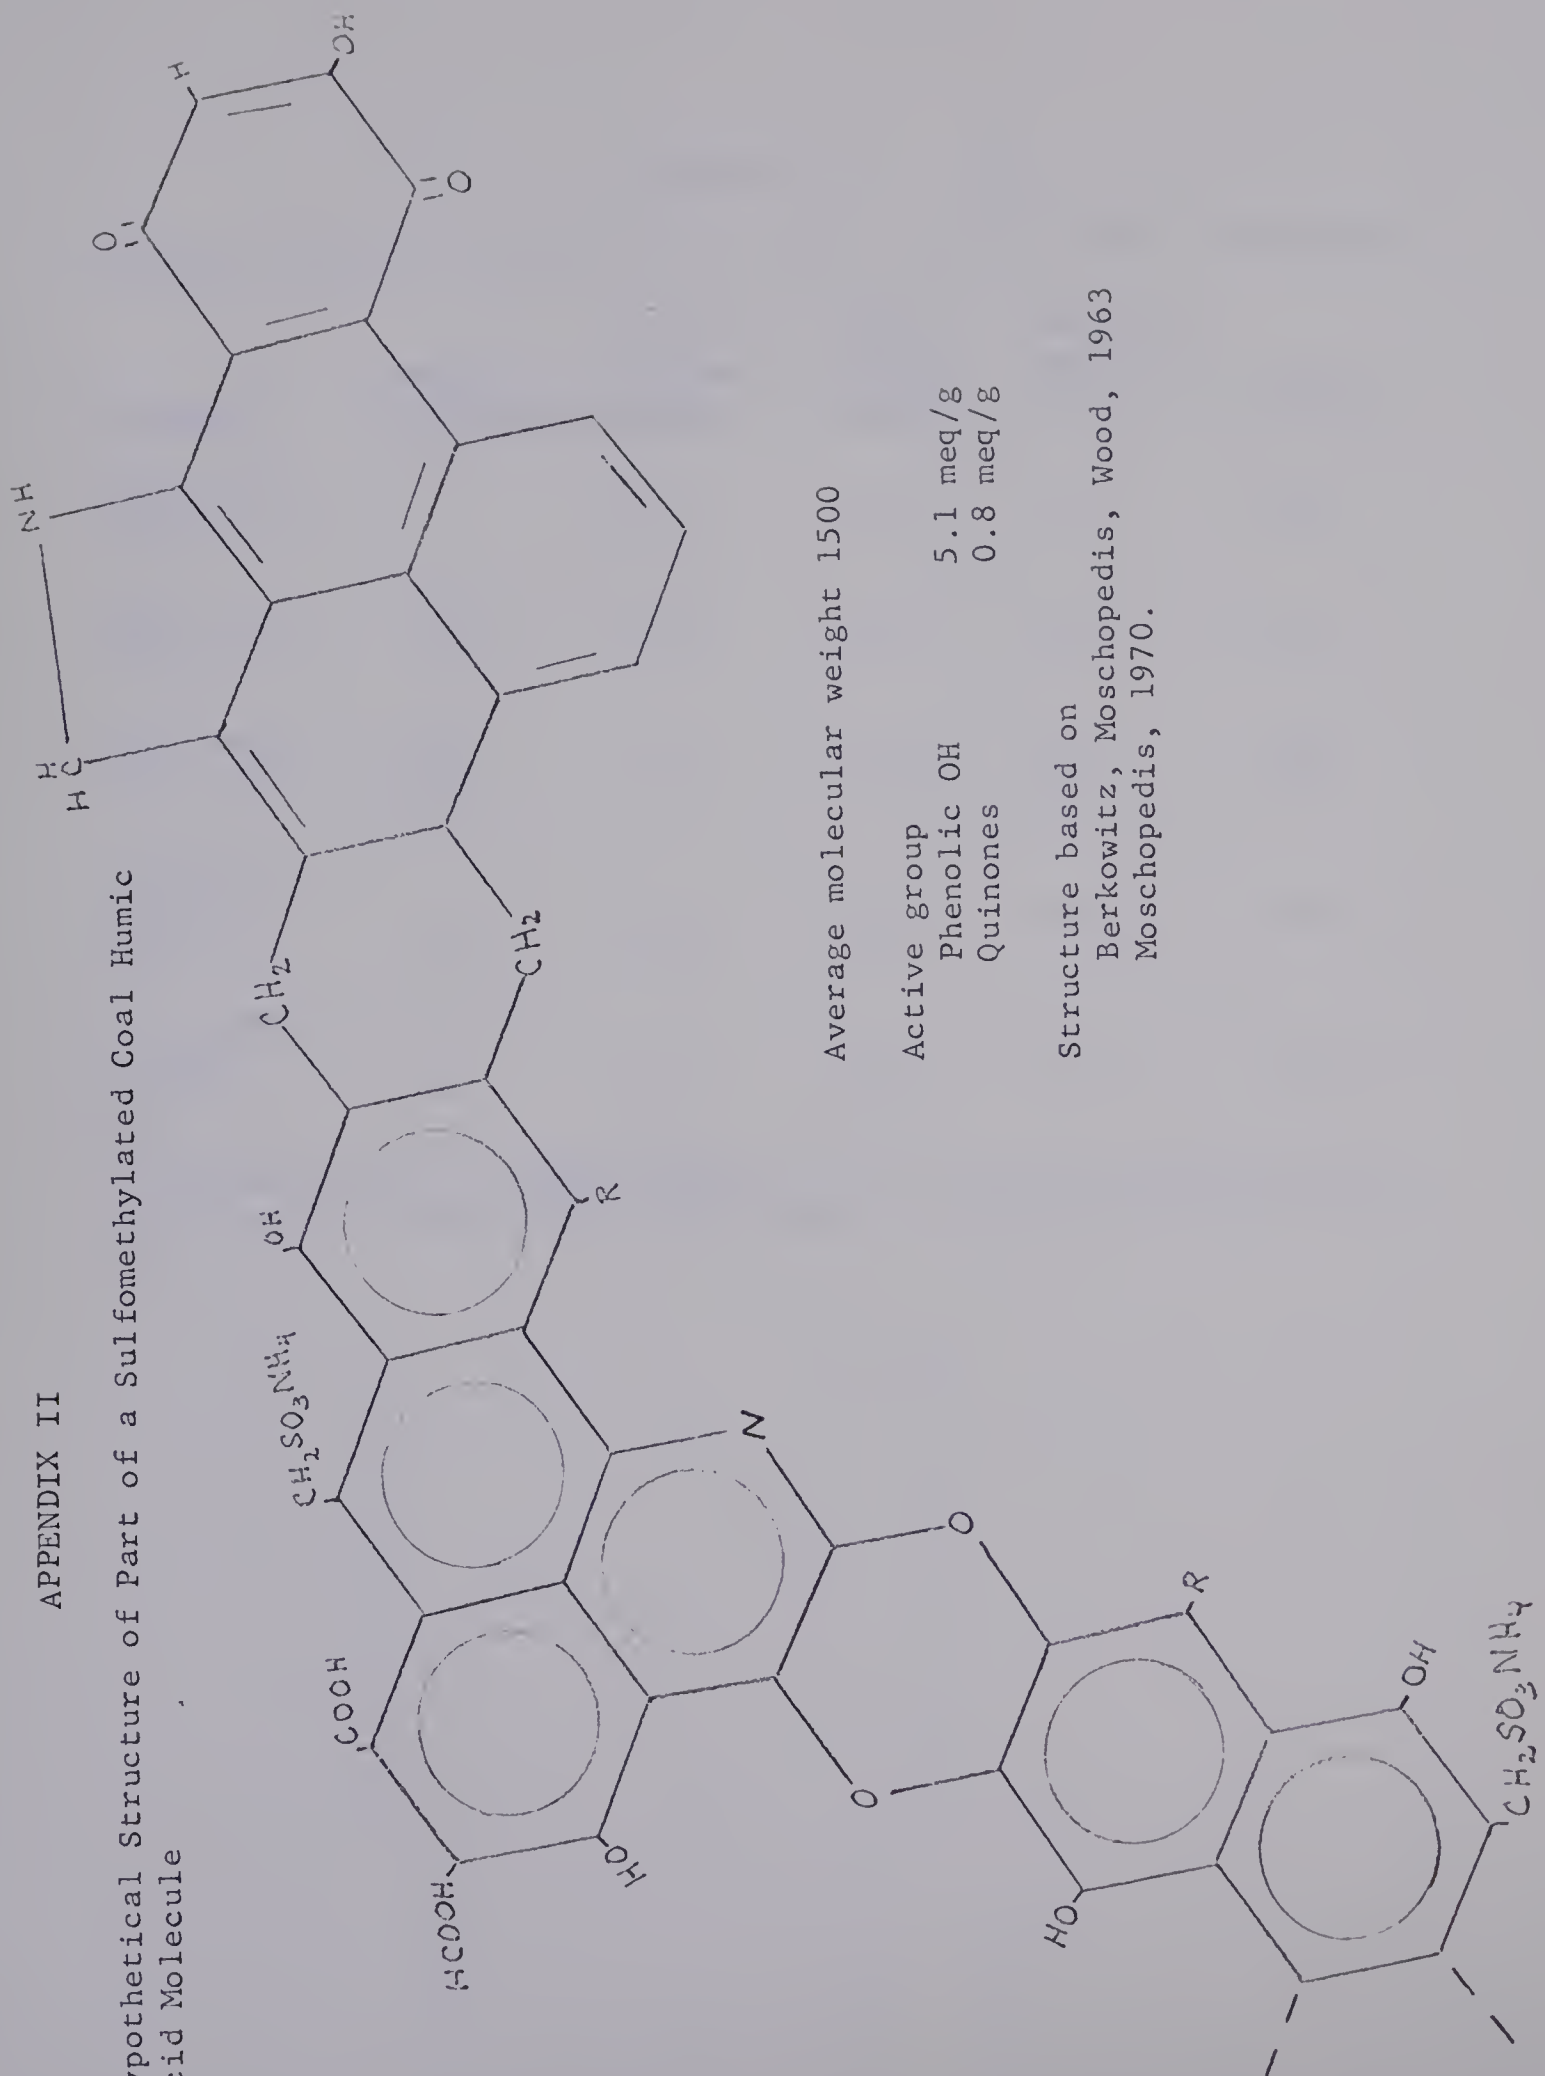 APPENDIX II
ypothetical Structure of Part of a Sulfomethylated Coal Humic
cid Molecule
H
HC
NH
O
H
OH
O
CH2
CH2
OH
R
CH2SO3NH4
COOH
HCOOH
OH
N
O
O
R
HO
OH
CH2SO3NH4
Average molecular weight 1500
Active group
Phenolic OH 5.1 meq/g
Quinones 0.8 meq/g
Structure based on
Berkowitz, Moschopedis, Wood, 1963
Moschopedis, 1970.